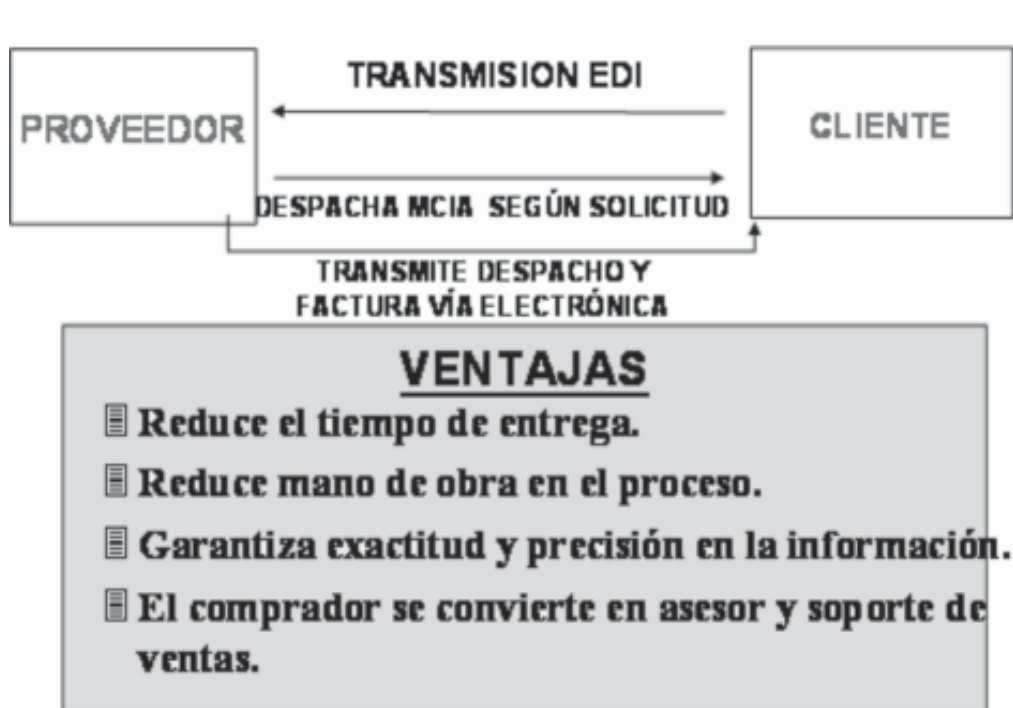 TRANSMISION EDI
PROVEEDOR
CLIENTE
DESPACHA MCIA SEGÚN SOLICITUD
TRANSMITE DESPACHO Y
FACTURA VÍA ELECTRÓNICA
VENTAJAS
Reduce el tiempo de entrega.
Reduce mano de obra en el proceso.
Garantiza exactitud y precisión en la información.
El comprador se convierte en asesor y soporte de
ventas.